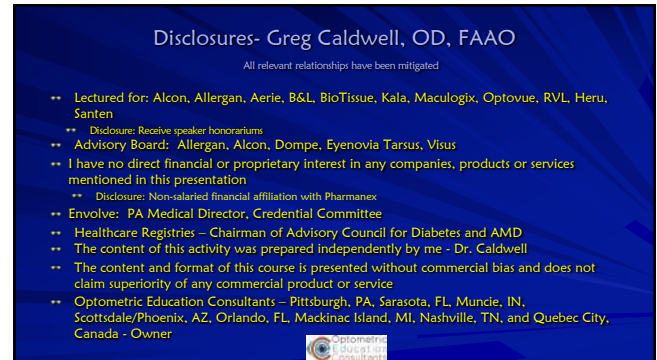 Disclosures- Greg Caldwell, OD, FAAO
All relevant relationships have been mitigated
Lectured for: Alcon, Allergan, Aerie, B&L, BioTissue, Kala, Maculogix, Optovue, RVL, Heru,
Santen
Disclosure: Receive speaker honorariums
Advisory Board: Allergan, Alcon, Dompe, Eyenovia Tarsus, Visus
I have no direct financial or proprietary interest in any companies, products or services
mentioned in this presentation
Disclosure: Non-salaried financial affiliation with Pharmanex
Envolve: PA Medical Director, Credential Committee
Healthcare Registries – Chairman of Advisory Council for Diabetes and AMD
The content of this activity was prepared independently by me - Dr. Caldwell
The content and format of this course is presented without commercial bias and does not
claim superiority of any commercial product or service
Optometric Education Consultants – Pittsburgh, PA, Sarasota, FL, Muncie, IN,
Scottsdale/Phoenix, AZ, Orlando, FL, Mackinac Island, MI, Nashville, TN, and Quebec City,
Canada - Owner
Optometric
Education
Consultants